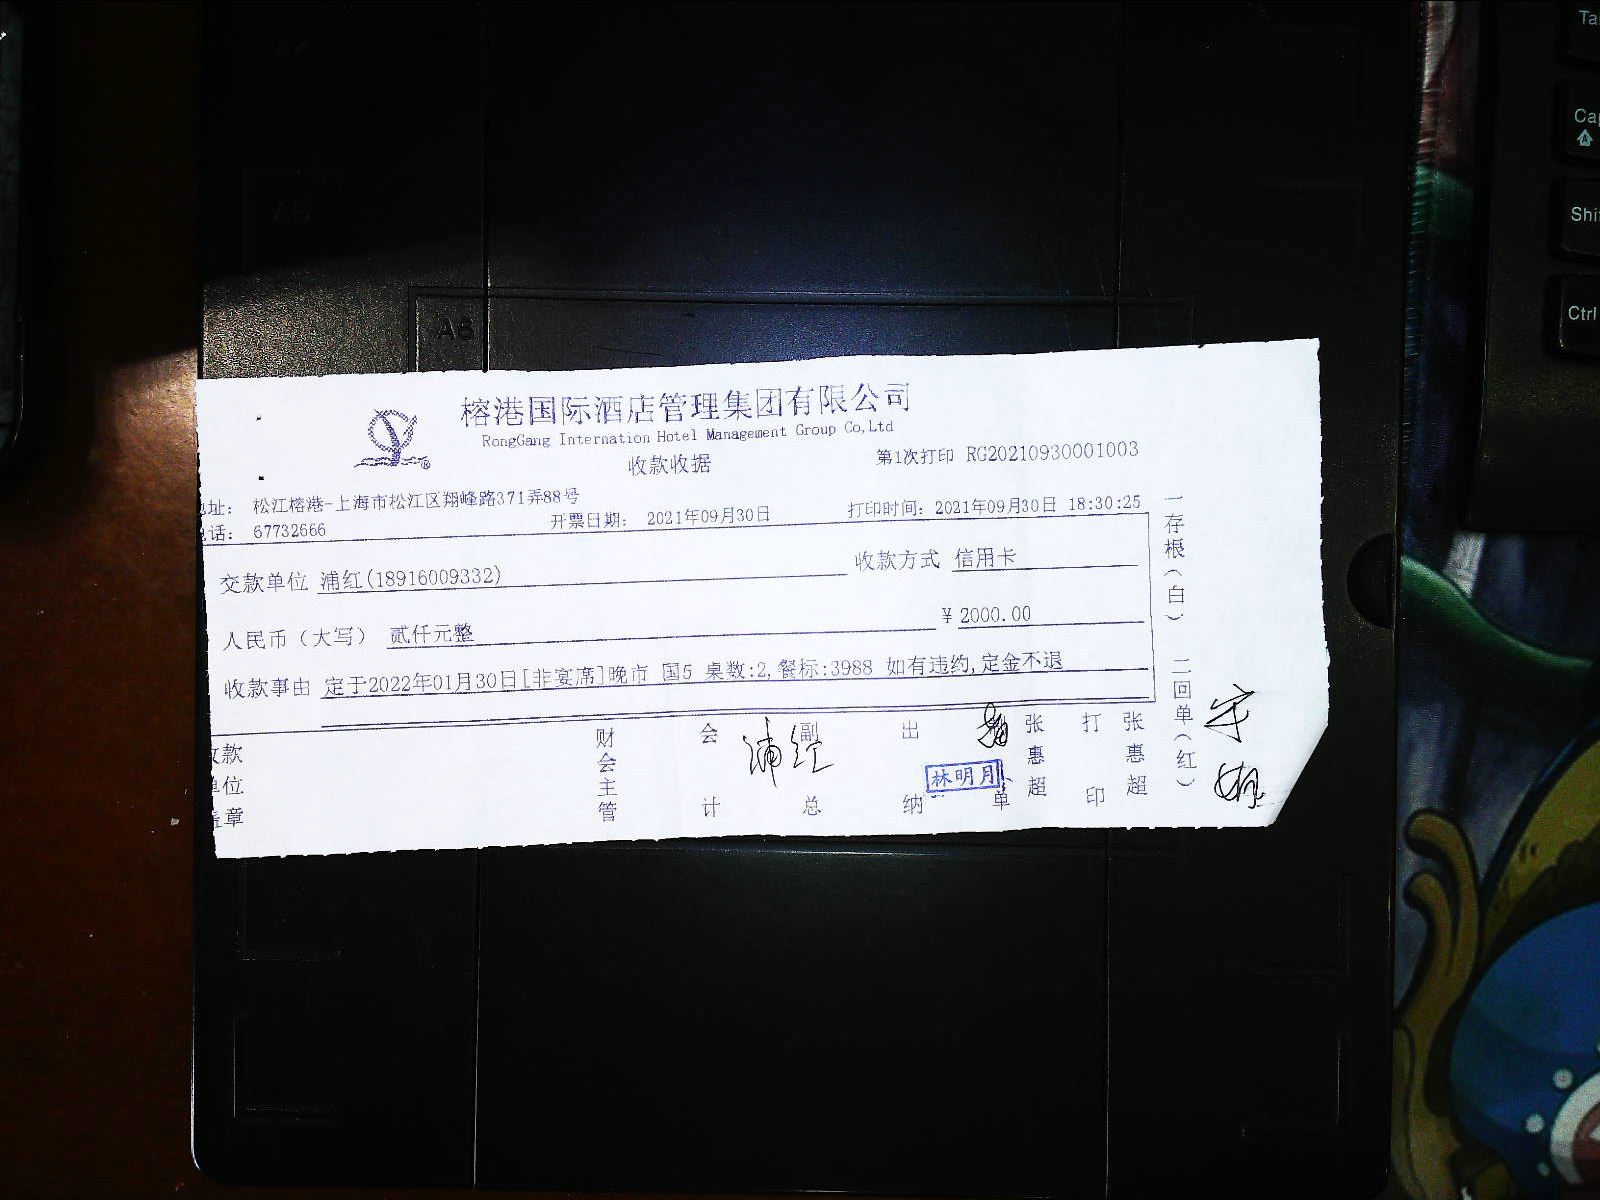 榕港国际酒店管理集团有限公司
RongGang Internation Hotel Management Group Co,Ltd
收款收据
第1次打印 RG20210930001003
址： 松江榕港-上海市松江区翔峰路371弄88号
话： 67732666
开票日期： 2021年09月30日
打印时间：2021年09月30日 18:30:25
交款单位 浦红(18916009332)
收款方式 信用卡
人民币（大写） 贰仟元整
¥ 2000.00
收款事由 定于2022年01月30日[非宴席]晚市 国5 桌数:2,餐标:3988 如有违约,定金不退
款
位
章
财会主管
会计
副总
出纳
单
张惠超
打印
张惠超
林明月
一存根（白） 二回单（红）
A6
A5
Shi
Ctrl